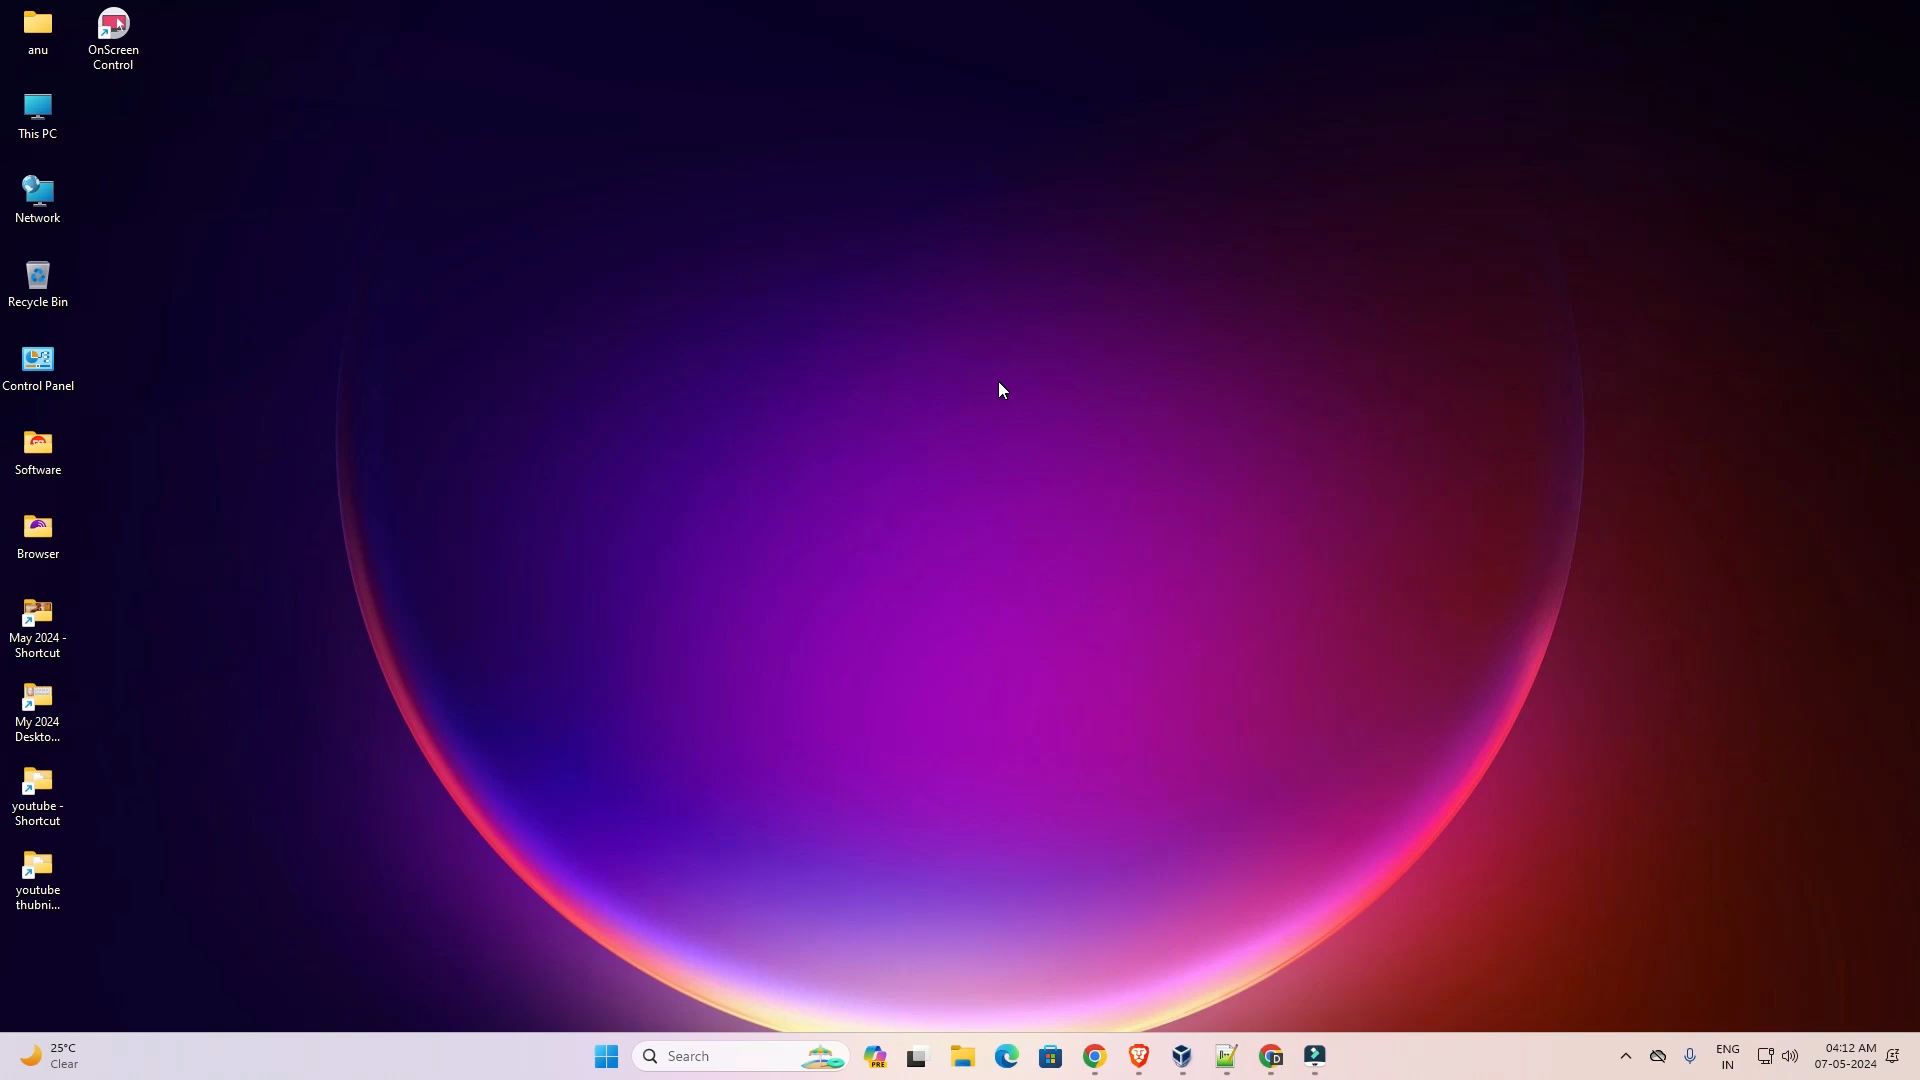 anu
OnScreen
Control
This PC
Network
Recycle Bin
Control Panel
Software
Browser
May 2024 -
Shortcut
My 2024
Deskto...
youtube -
Shortcut
youtube
thubni...
25°C
Clear
Search
PRE
D
ENG
IN
04:12 AM
07-05-2024